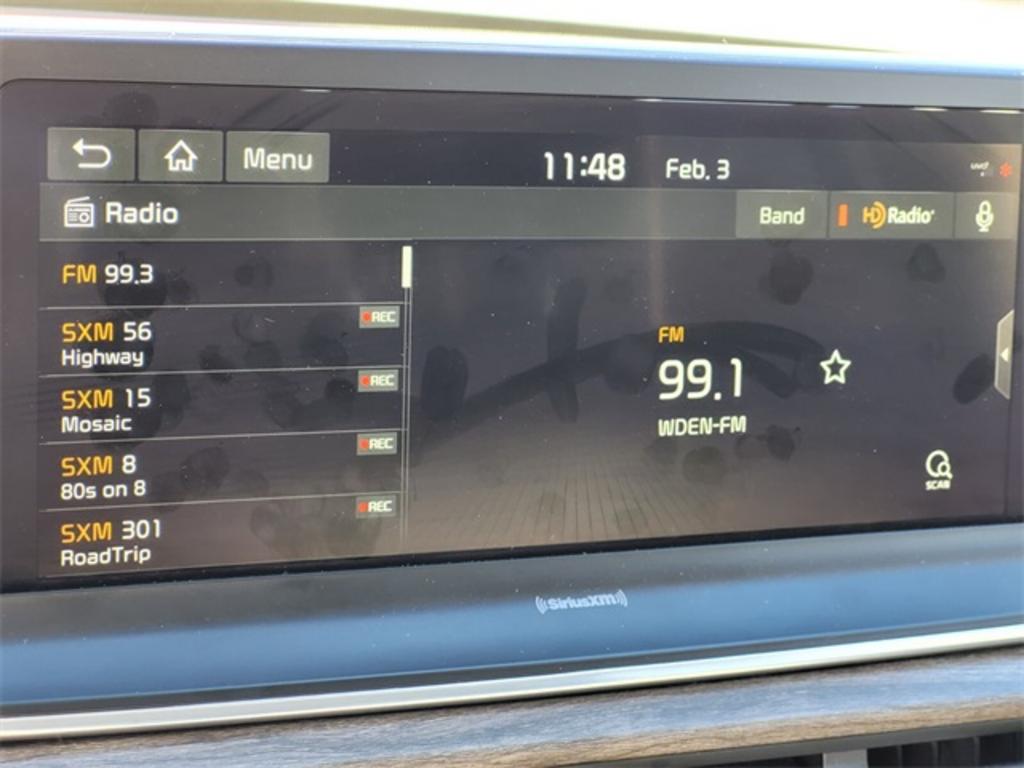 Menu
11:48
Feb. 3
Radio
Band
HD Radio
FM 99.3
REC
SXM 56
Highway
REC
SXM 15
Mosaic
REC
SXM 8
80s on 8
REC
SXM 301
RoadTrip
FM
99.1
WDEN-FM
SCAN
SiriusXM